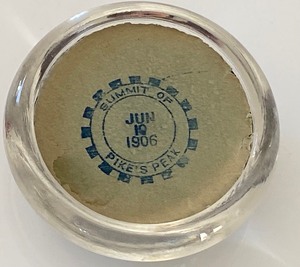 SUMMIT OF
JUN
19
1906
PIKE'S PEAK